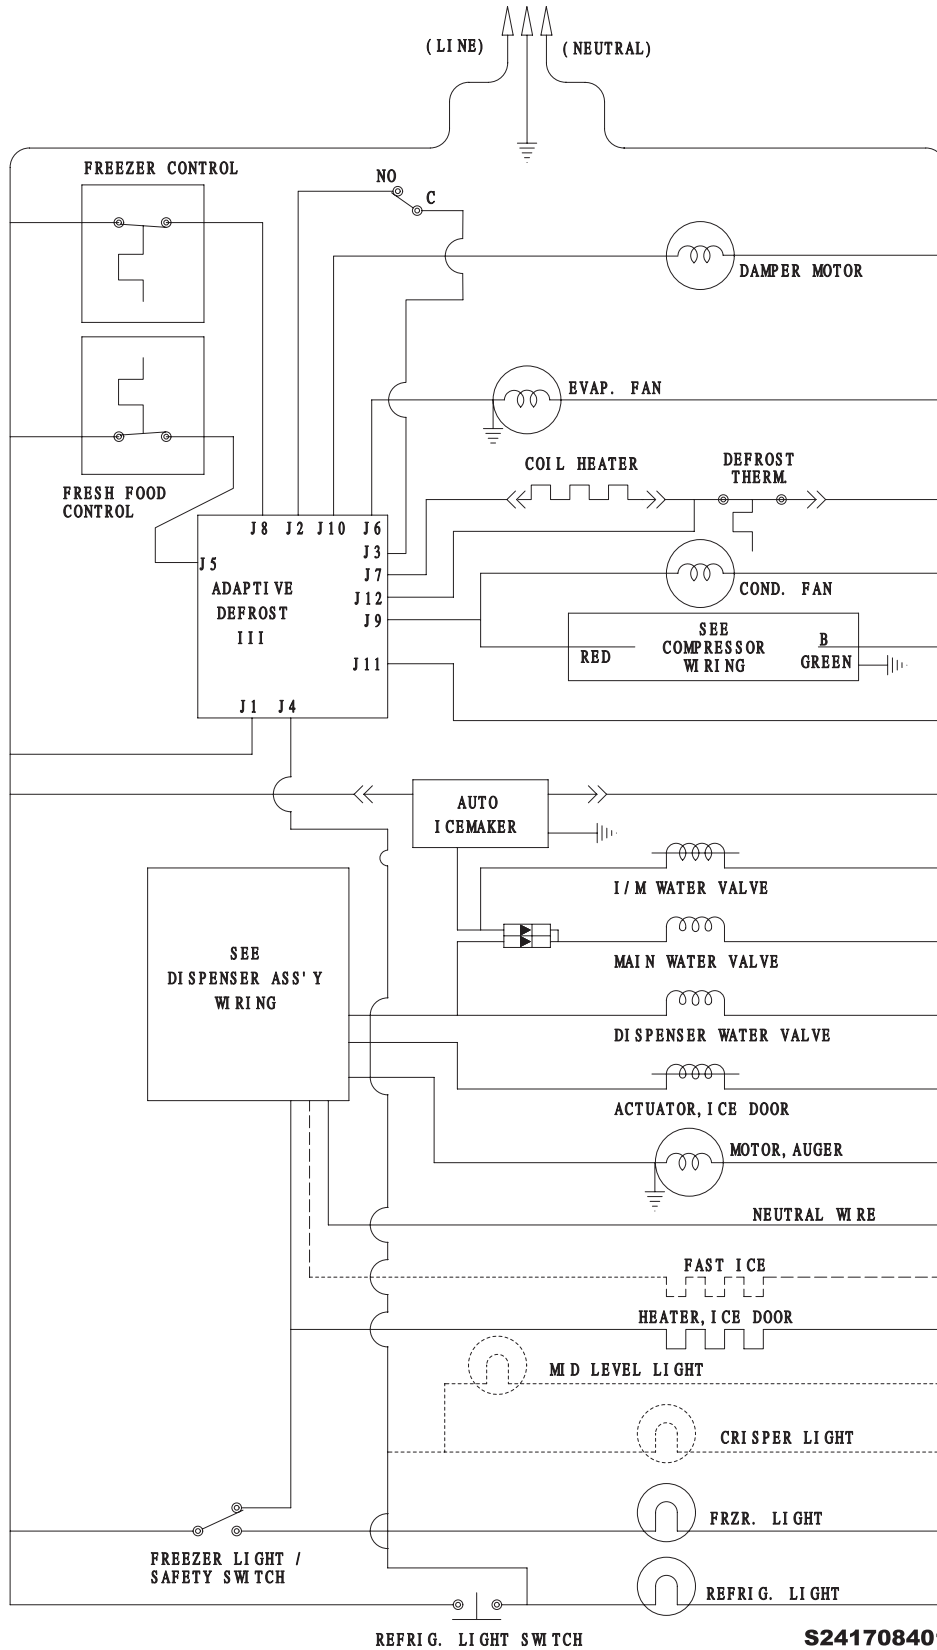 (LINE)
(NEUTRAL)
FREEZER CONTROL
NO
C
DAMPER MOTOR
EVAP. FAN
COIL HEATER
DEFROST
THERM.
FRESH FOOD
CONTROL
J8 J2 J10 J6
J3
J5
J7
ADAPTIVE
DEFROST
III
J12
J9
J11
J1 J4
COND. FAN
SEE
COMPRESSOR
WIRING
RED
B
GREEN
AUTO
ICEMAKER
I/M WATER VALVE
SEE
DISPENSER ASS'Y
WIRING
MAIN WATER VALVE
DISPENSER WATER VALVE
ACTUATOR, ICE DOOR
MOTOR, AUGER
NEUTRAL WIRE
FAST ICE
HEATER, ICE DOOR
MID LEVEL LIGHT
CRISPER LIGHT
FRZR. LIGHT
FREEZER LIGHT /
SAFETY SWITCH
REFRIG. LIGHT
REFRIG. LIGHT SWITCH